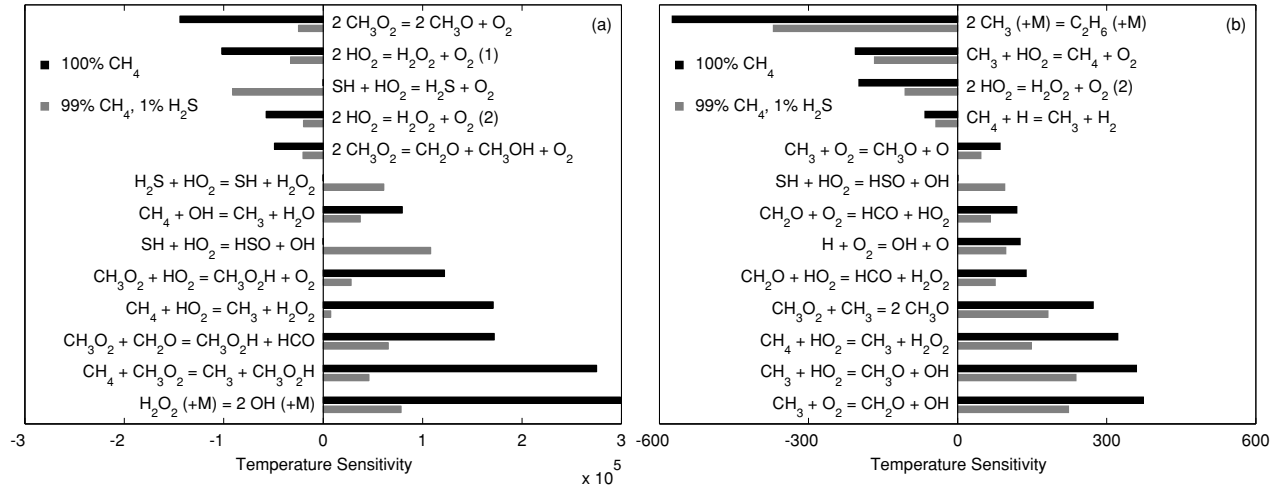 (a)
100% CH₄
99% CH₄, 1% H₂S
2 CH₃O₂ = 2 CH₃O + O₂
2 HO₂ = H₂O₂ + O₂ (1)
SH + HO₂ = H₂S + O₂
2 HO₂ = H₂O₂ + O₂ (2)
2 CH₃O₂ = CH₂O + CH₃OH + O₂
H₂S + HO₂ = SH + H₂O₂
CH₄ + OH = CH₃ + H₂O
SH + HO₂ = HSO + OH
CH₃O₂ + HO₂ = CH₃O₂H + O₂
CH₄ + HO₂ = CH₃ + H₂O₂
CH₃O₂ + CH₂O = CH₃O₂H + HCO
CH₄ + CH₃O₂ = CH₃ + CH₃O₂H
H₂O₂ (+M) = 2 OH (+M)
-3 -2 -1 0 1 2 3
Temperature Sensitivity
x 10⁵
(b)
100% CH₄
99% CH₄, 1% H₂S
2 CH₃ (+M) = C₂H₆ (+M)
CH₃ + HO₂ = CH₄ + O₂
2 HO₂ = H₂O₂ + O₂ (2)
CH₄ + H = CH₃ + H₂
CH₃ + O₂ = CH₃O + O
SH + HO₂ = HSO + OH
CH₂O + O₂ = HCO + HO₂
H + O₂ = OH + O
CH₂O + HO₂ = HCO + H₂O₂
CH₃O₂ + CH₃ = 2 CH₃O
CH₄ + HO₂ = CH₃ + H₂O₂
CH₃ + HO₂ = CH₃O + OH
CH₃ + O₂ = CH₂O + OH
-600 -300 0 300 600
Temperature Sensitivity